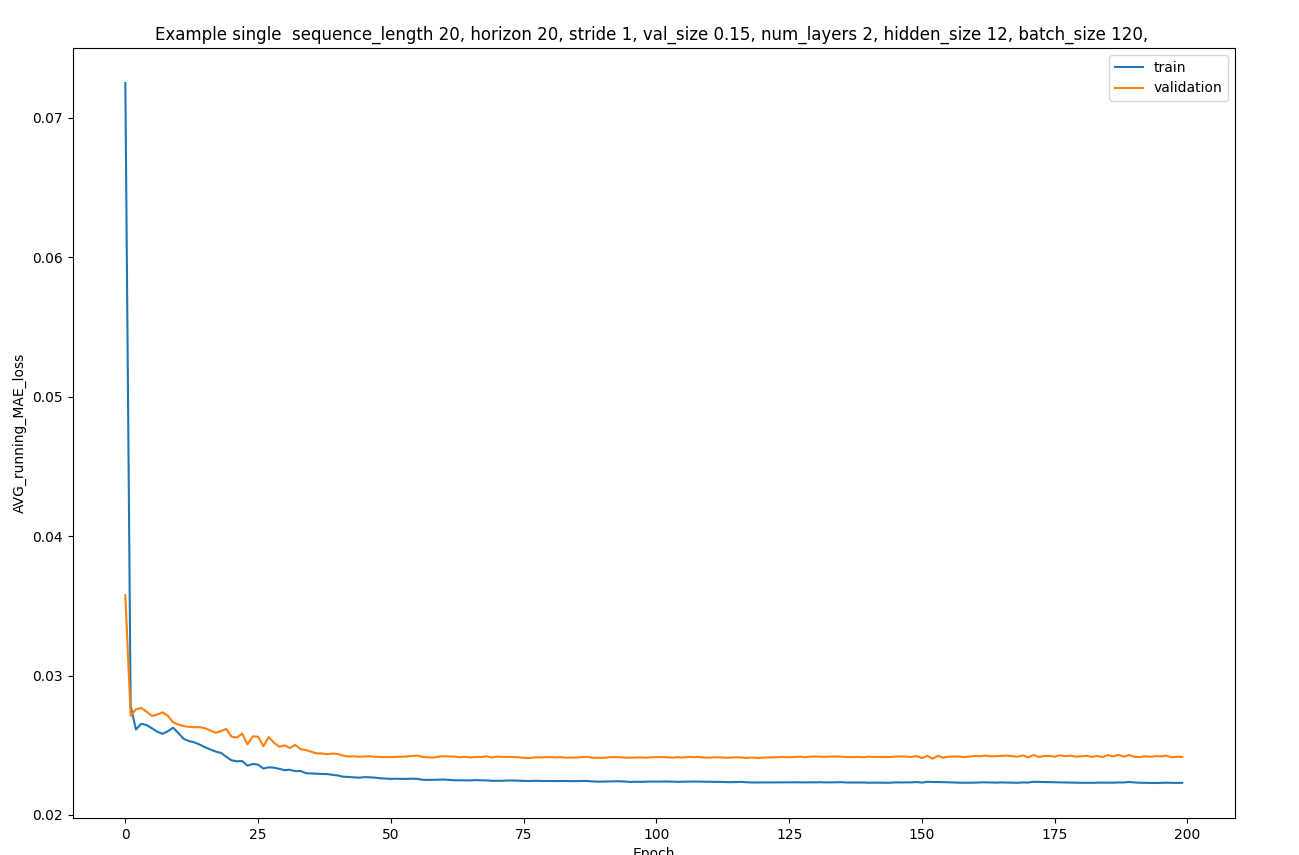 Example single  sequence_length 20, horizon 20, stride 1, val_size 0.15, num_layers 2, hidden_size 12, batch_size 120,
train
validation
0.07
0.06
0.05
0.04
0.03
0.02
AVG_running_MAE_loss
0 25 50 75 100 125 150 175 200
Epoch